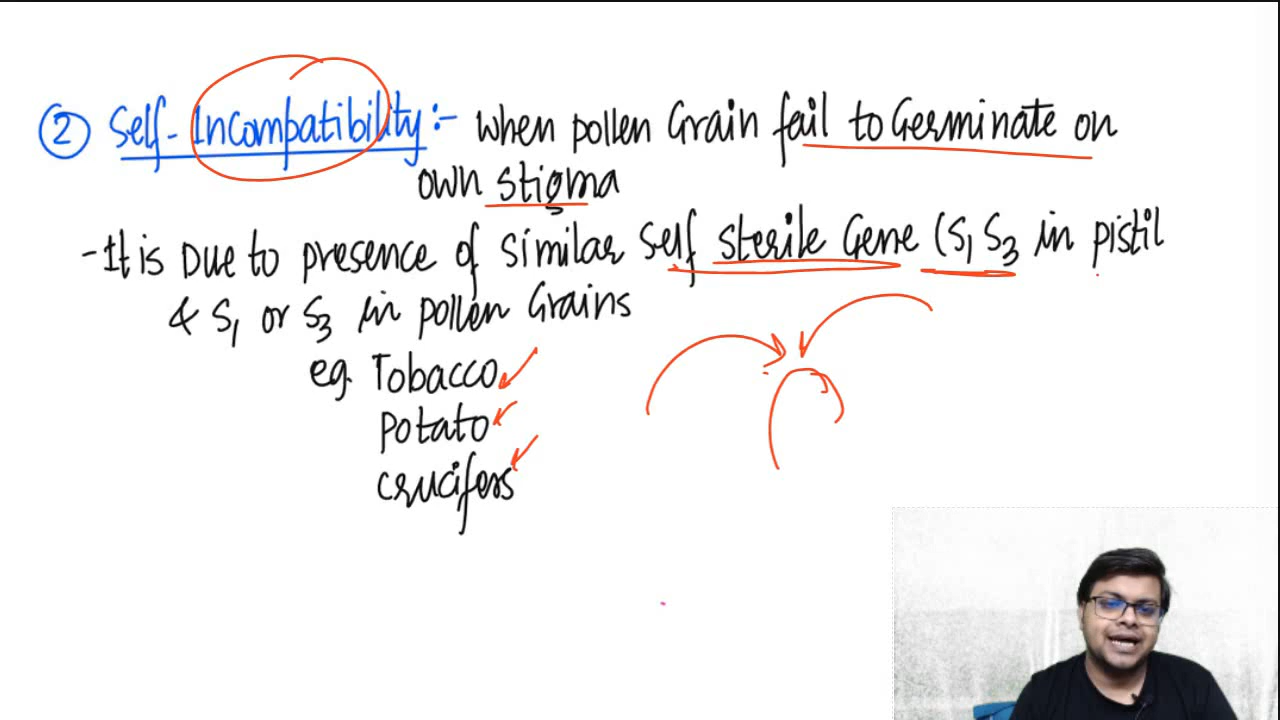 ② Self-Incompatibility:- When pollen Grain fail to Germinate on
own stigma
- It is Due to presence of similar Self sterile Gene (S₁ S₃ in pistil
& S₁ or S₃ in pollen Grains
eg. Tobacco
Potato
Crucifers